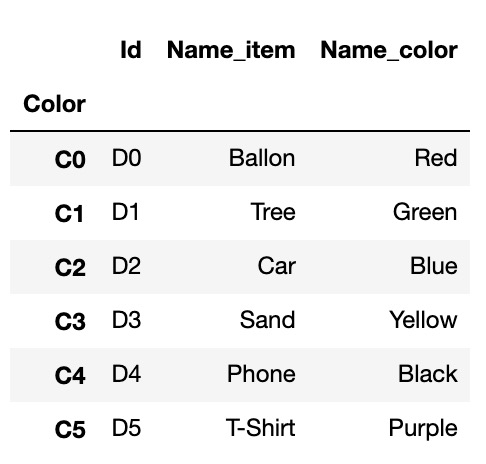 Id Name_item Name_color
Color
C0 D0 Ballon Red
C1 D1 Tree Green
C2 D2 Car Blue
C3 D3 Sand Yellow
C4 D4 Phone Black
C5 D5 T-Shirt Purple